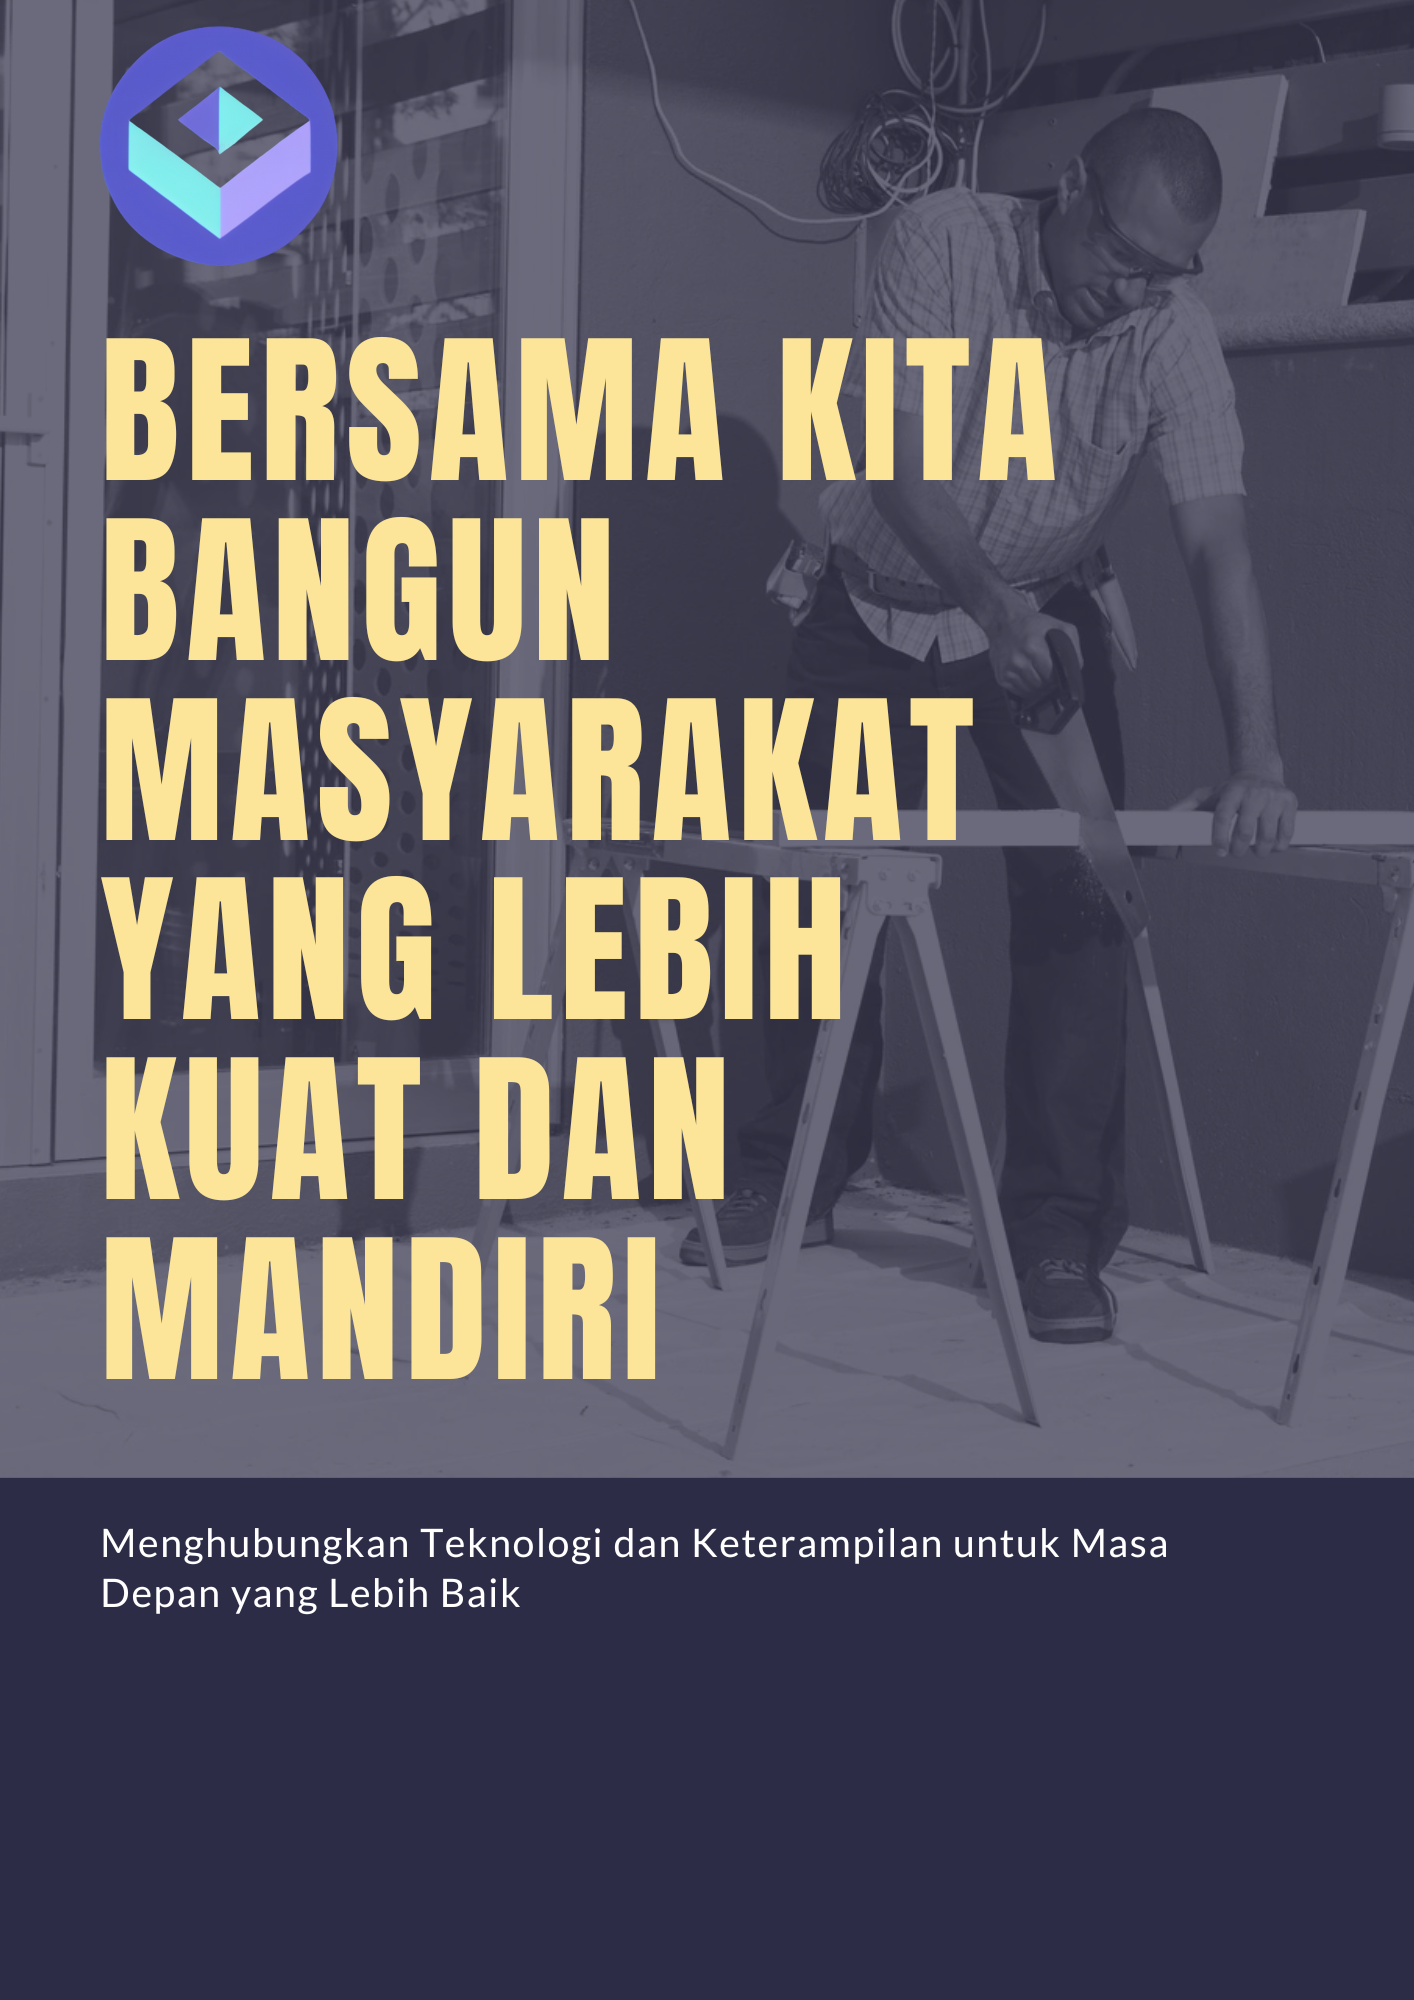 BERSAMA KITA
BANGUN
MASYARAKAT
YANG LEBIH
KUAT DAN
MANDIRI
Menghubungkan Teknologi dan Keterampilan untuk Masa
Depan yang Lebih Baik